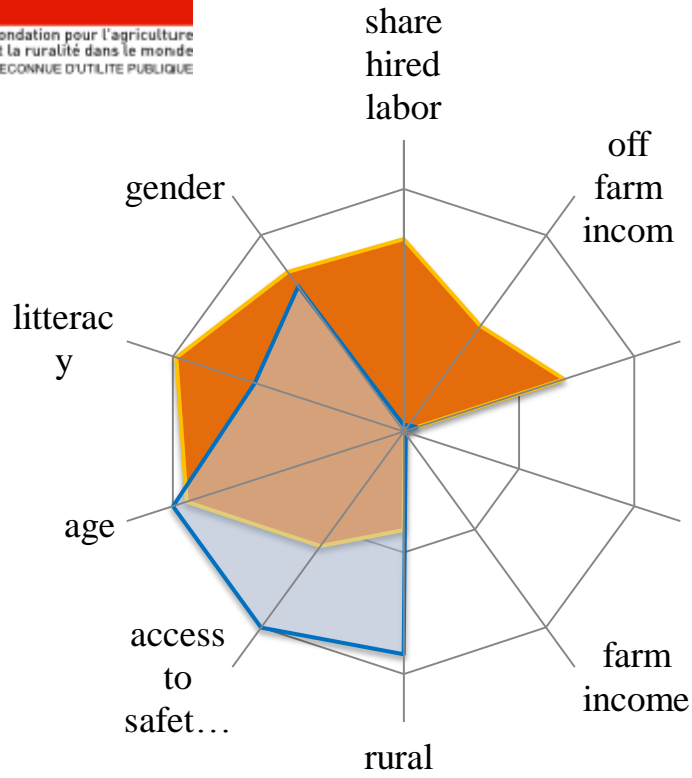 ondation pour l'agriculture
t la ruralité dans le monde
ECONNUE D'UTILITE PUBLIQUE
share
hired
labor
off
farm
incom
gender
litterac
y
age
access
to
safet…
rural
farm
income